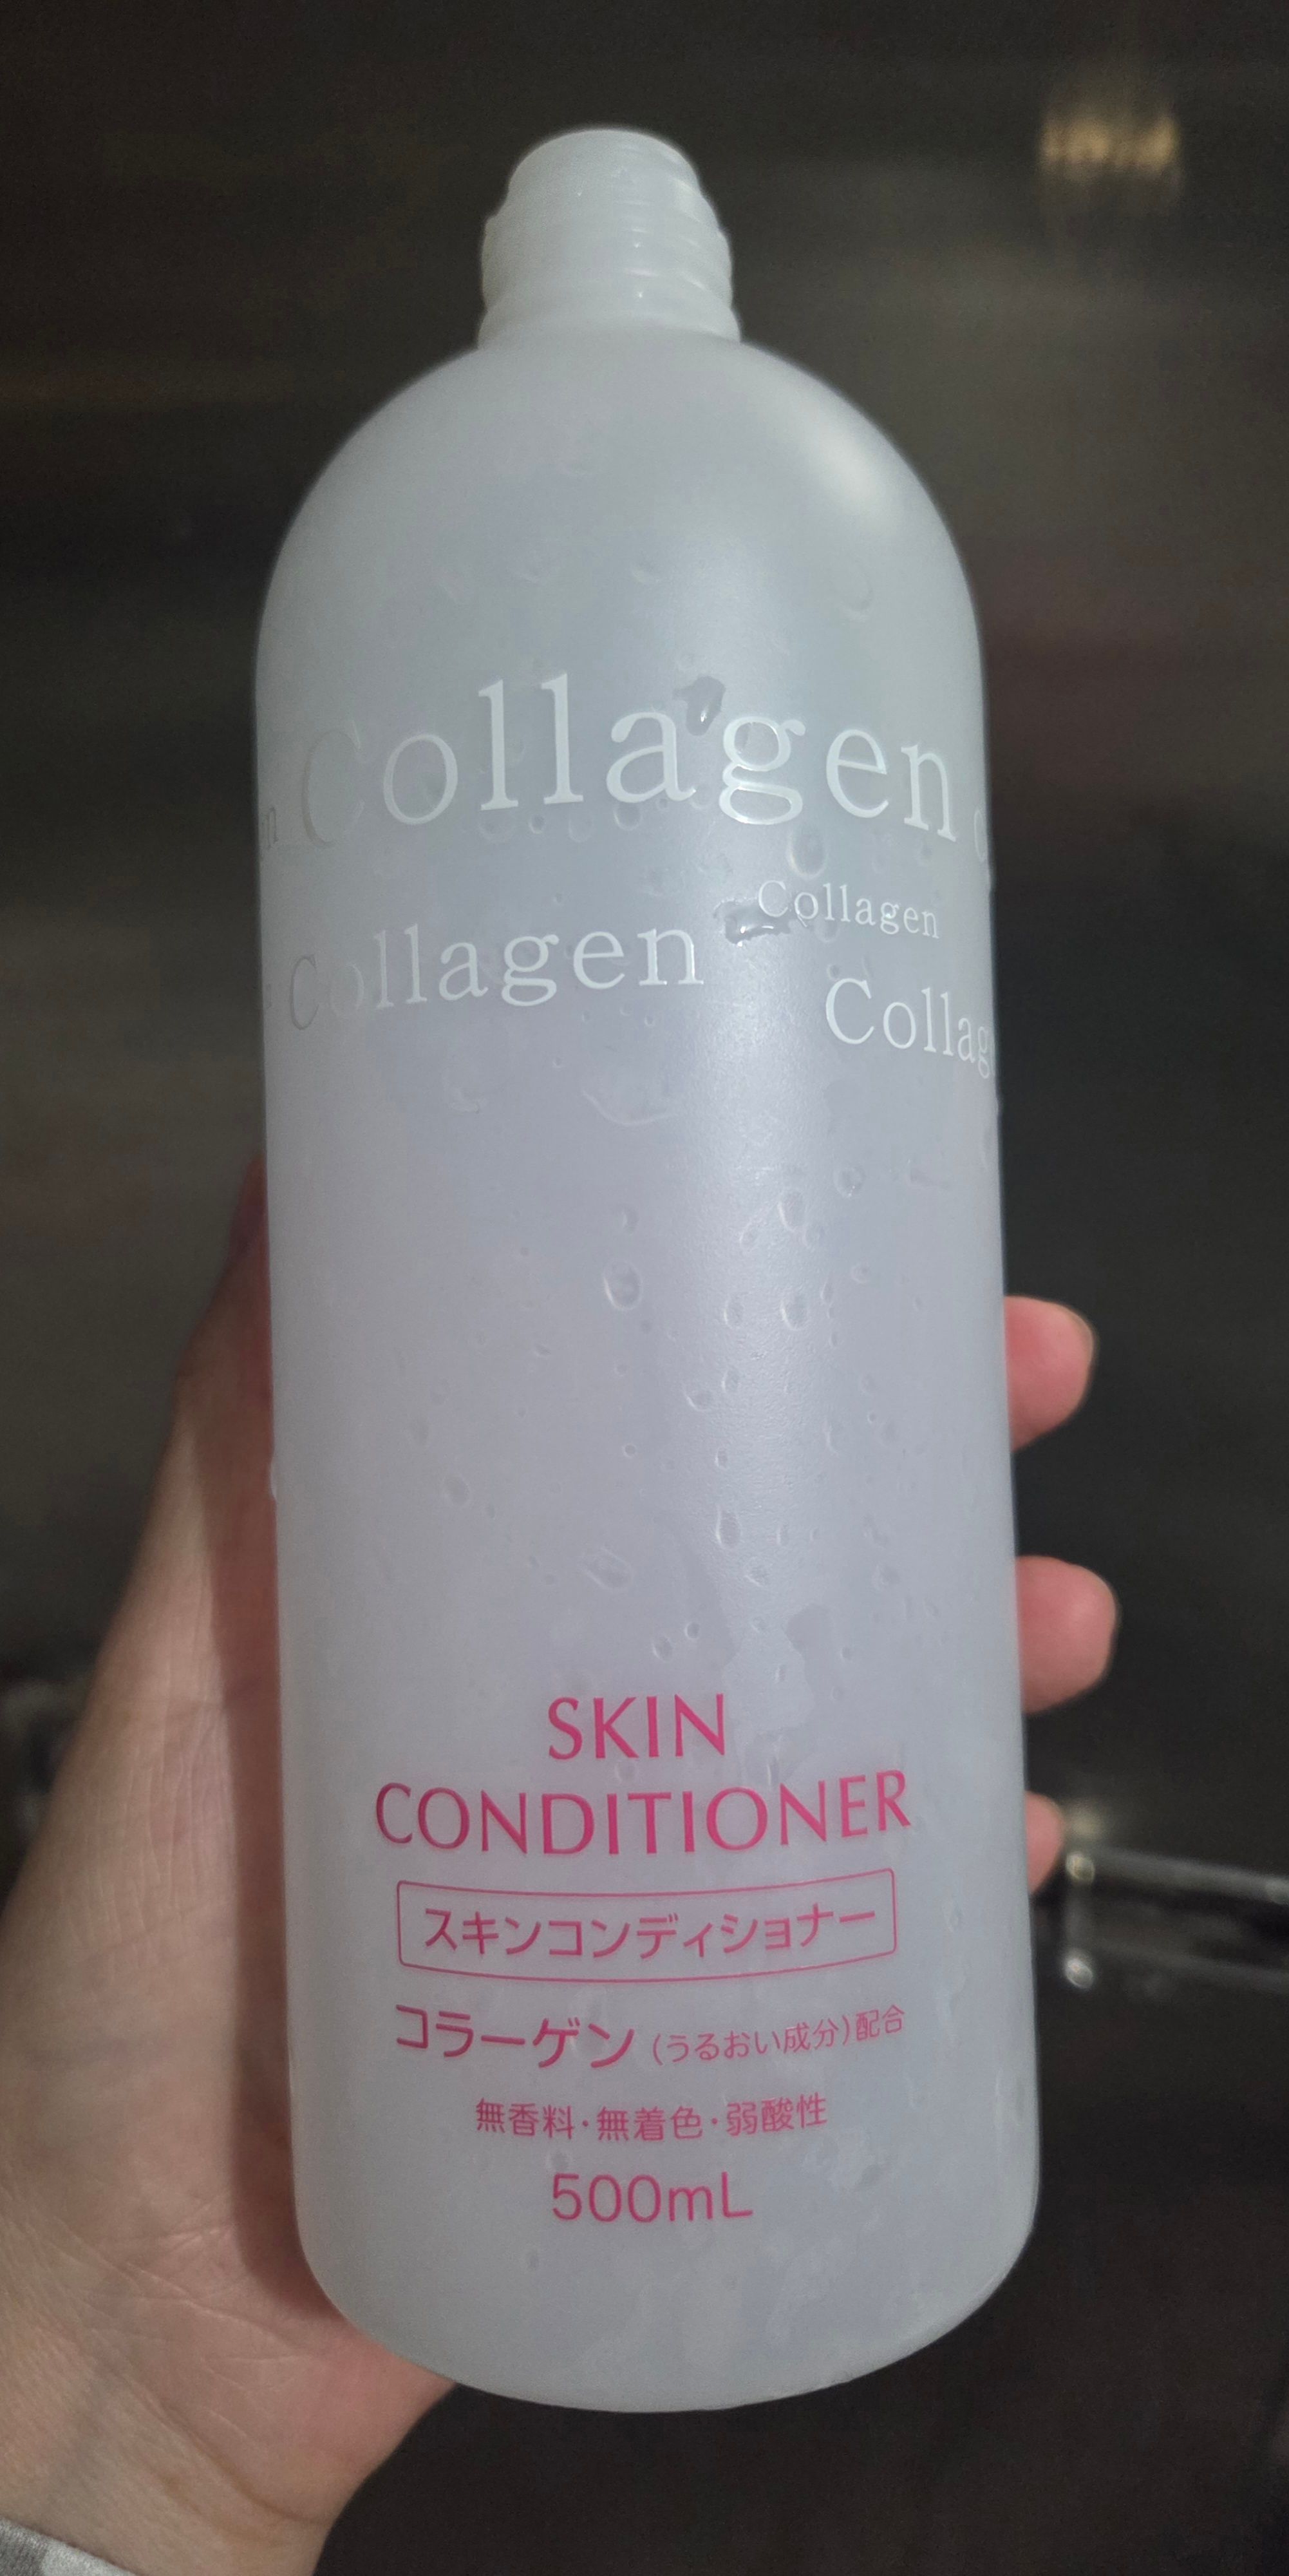 Collagen
Collagen
Collagen
SKIN
CONDITIONER
スキンコンディショナー
コラーゲン(うるおい成分)配合
無香料・無着色・弱酸性
500mL